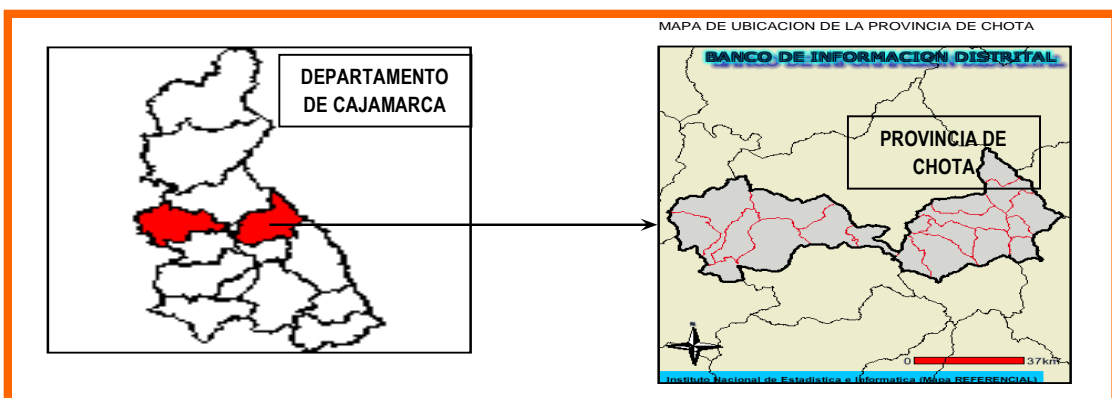 MAPA DE UBICACION DE LA PROVINCIA DE CHOTA
DEPARTAMENTO
DE CAJAMARCA
BANCO DE INFORMACION DISTRITAL
PROVINCIA DE
CHOTA
N
0 37km
Instituto Nacional de Estadistica e Informatica (Mapa REFERENCIAL)